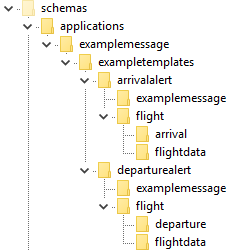 schemas
applications
examplemessage
exampletemplates
arrivalalert
examplemessage
flight
arrival
flightdata
departurealert
examplemessage
flight
departure
flightdata